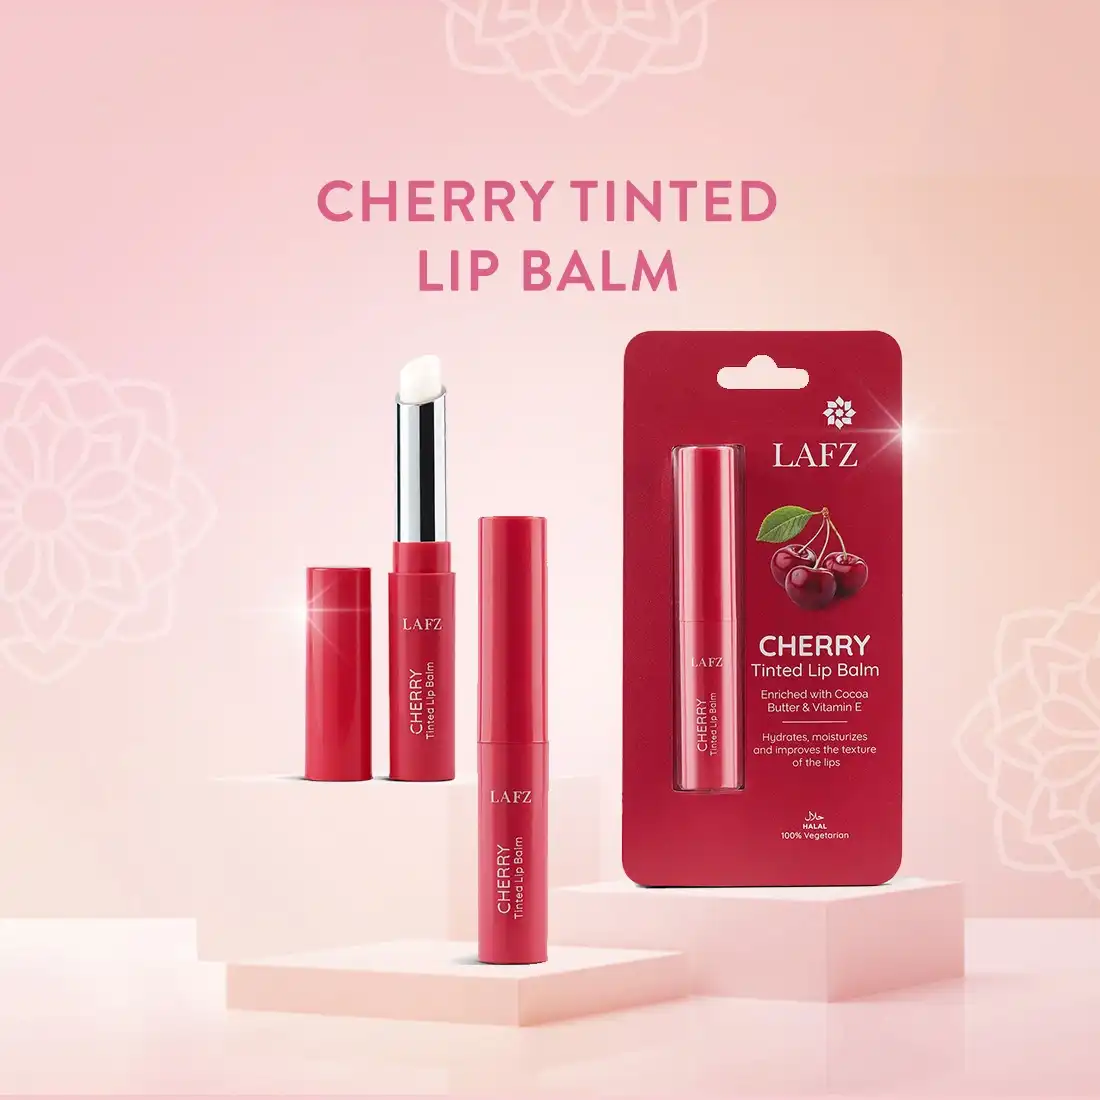 CHERRY TINTED
LIP BALM
LAFZ
CHERRY
Tinted Lip Balm
LAFZ
CHERRY
Tinted Lip Balm
LAFZ
CHERRY
Tinted Lip Balm
Enriched with Cocoa
Butter & Vitamin E
Hydrates, moisturizes
and improves the texture
of the lips
حلال
HALAL
100% Vegetarian
LAFZ
CHERRY
Tinted Lip Balm